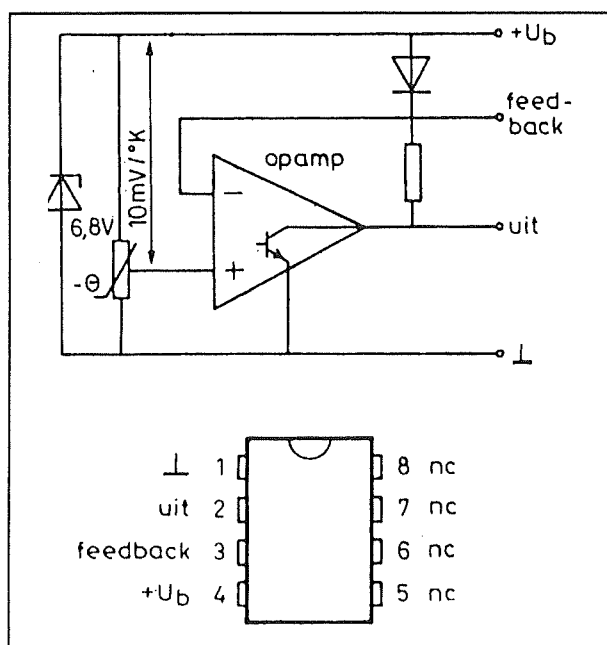 +Ub
feed-
back
opamp
10mV/°K
−
6,8V
uit
+
-Θ
⊥
⊥ 1 8 nc
uit 2 7 nc
feedback 3 6 nc
+Ub 4 5 nc